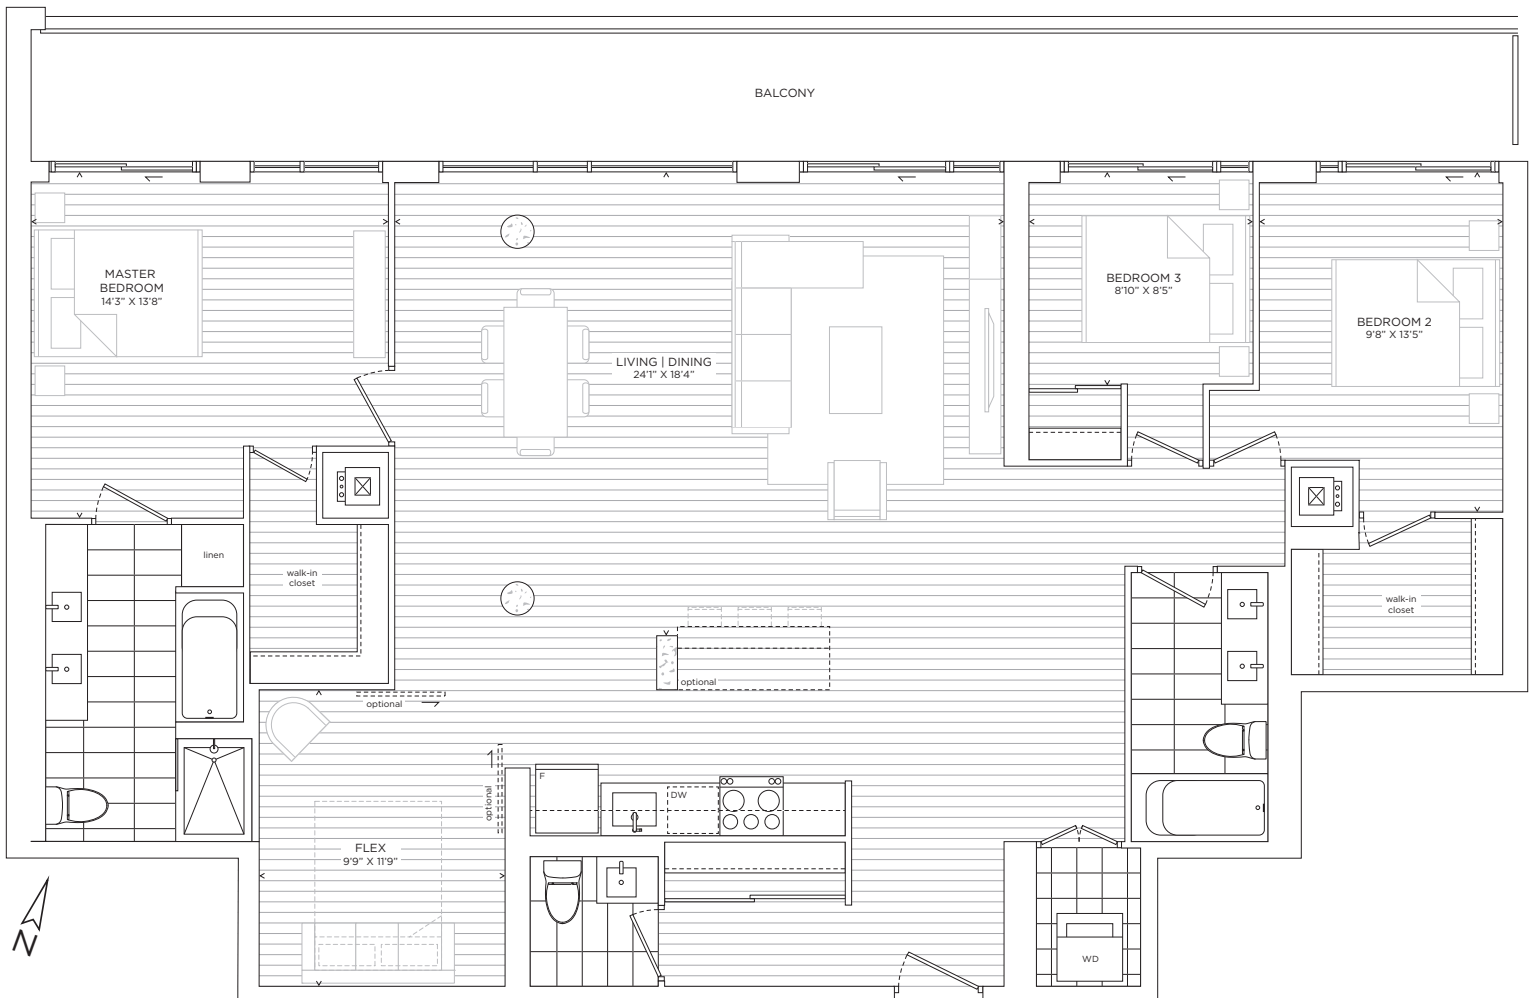 BALCONY
MASTER
BEDROOM
14'3" X 13'8"
LIVING | DINING
24'1" X 18'4"
BEDROOM 3
8'10" X 8'5"
BEDROOM 2
9'8" X 13'5"
linen
walk-in
closet
walk-in
closet
optional
optional
optional
F
DW
FLEX
9'9" X 11'9"
WD
N